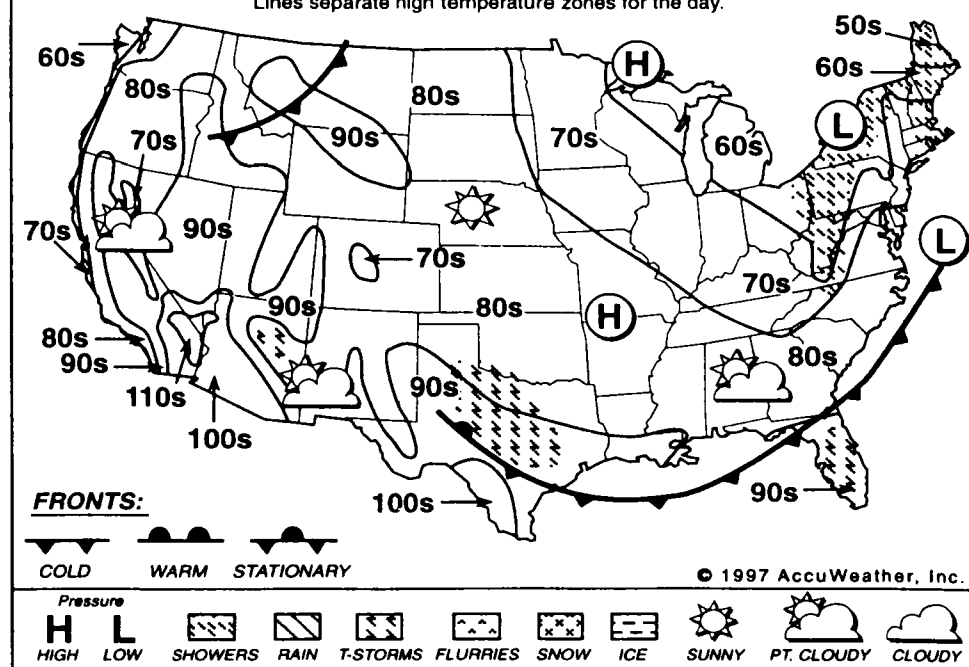 Lines separate high temperature zones for the day.
50s
60s
60s
H
80s
80s
L
70s
90s
70s
60s
70s
90s
70s
L
70s
90s
80s
H
80s
80s
90s
90s
110s
100s
100s
90s
FRONTS:
COLD WARM STATIONARY
© 1997 AccuWeather, Inc.
Pressure
H L
HIGH LOW SHOWERS RAIN T-STORMS FLURRIES SNOW ICE SUNNY PT. CLOUDY CLOUDY